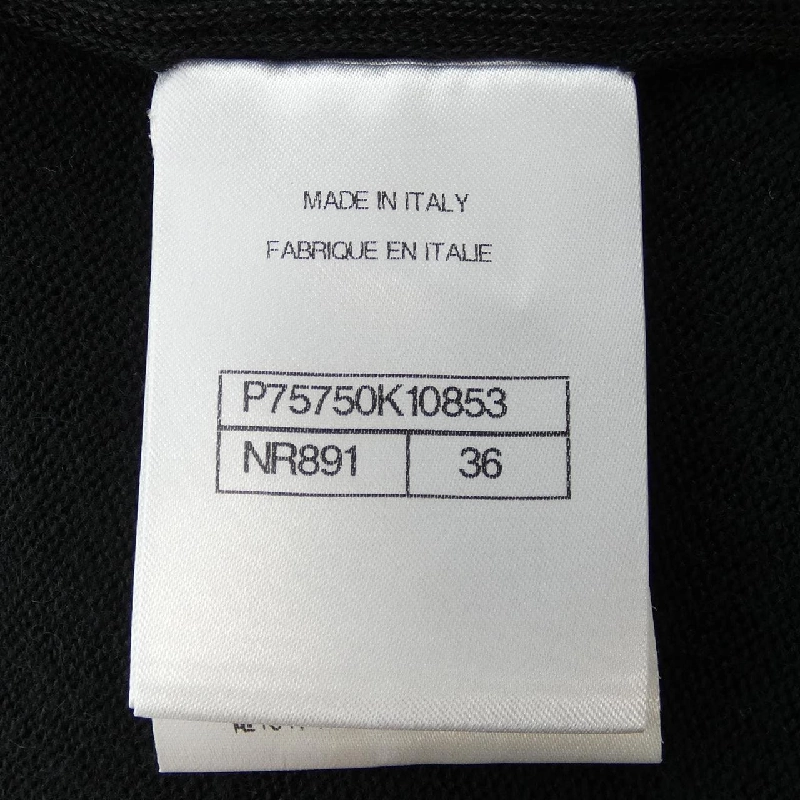 MADE IN ITALY
FABRIQUE EN ITALIE
P75750K10853
NR891 36